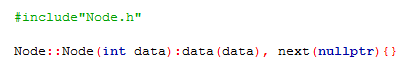 #include"Node.h"
Node::Node(int data):data(data), next(nullptr){}